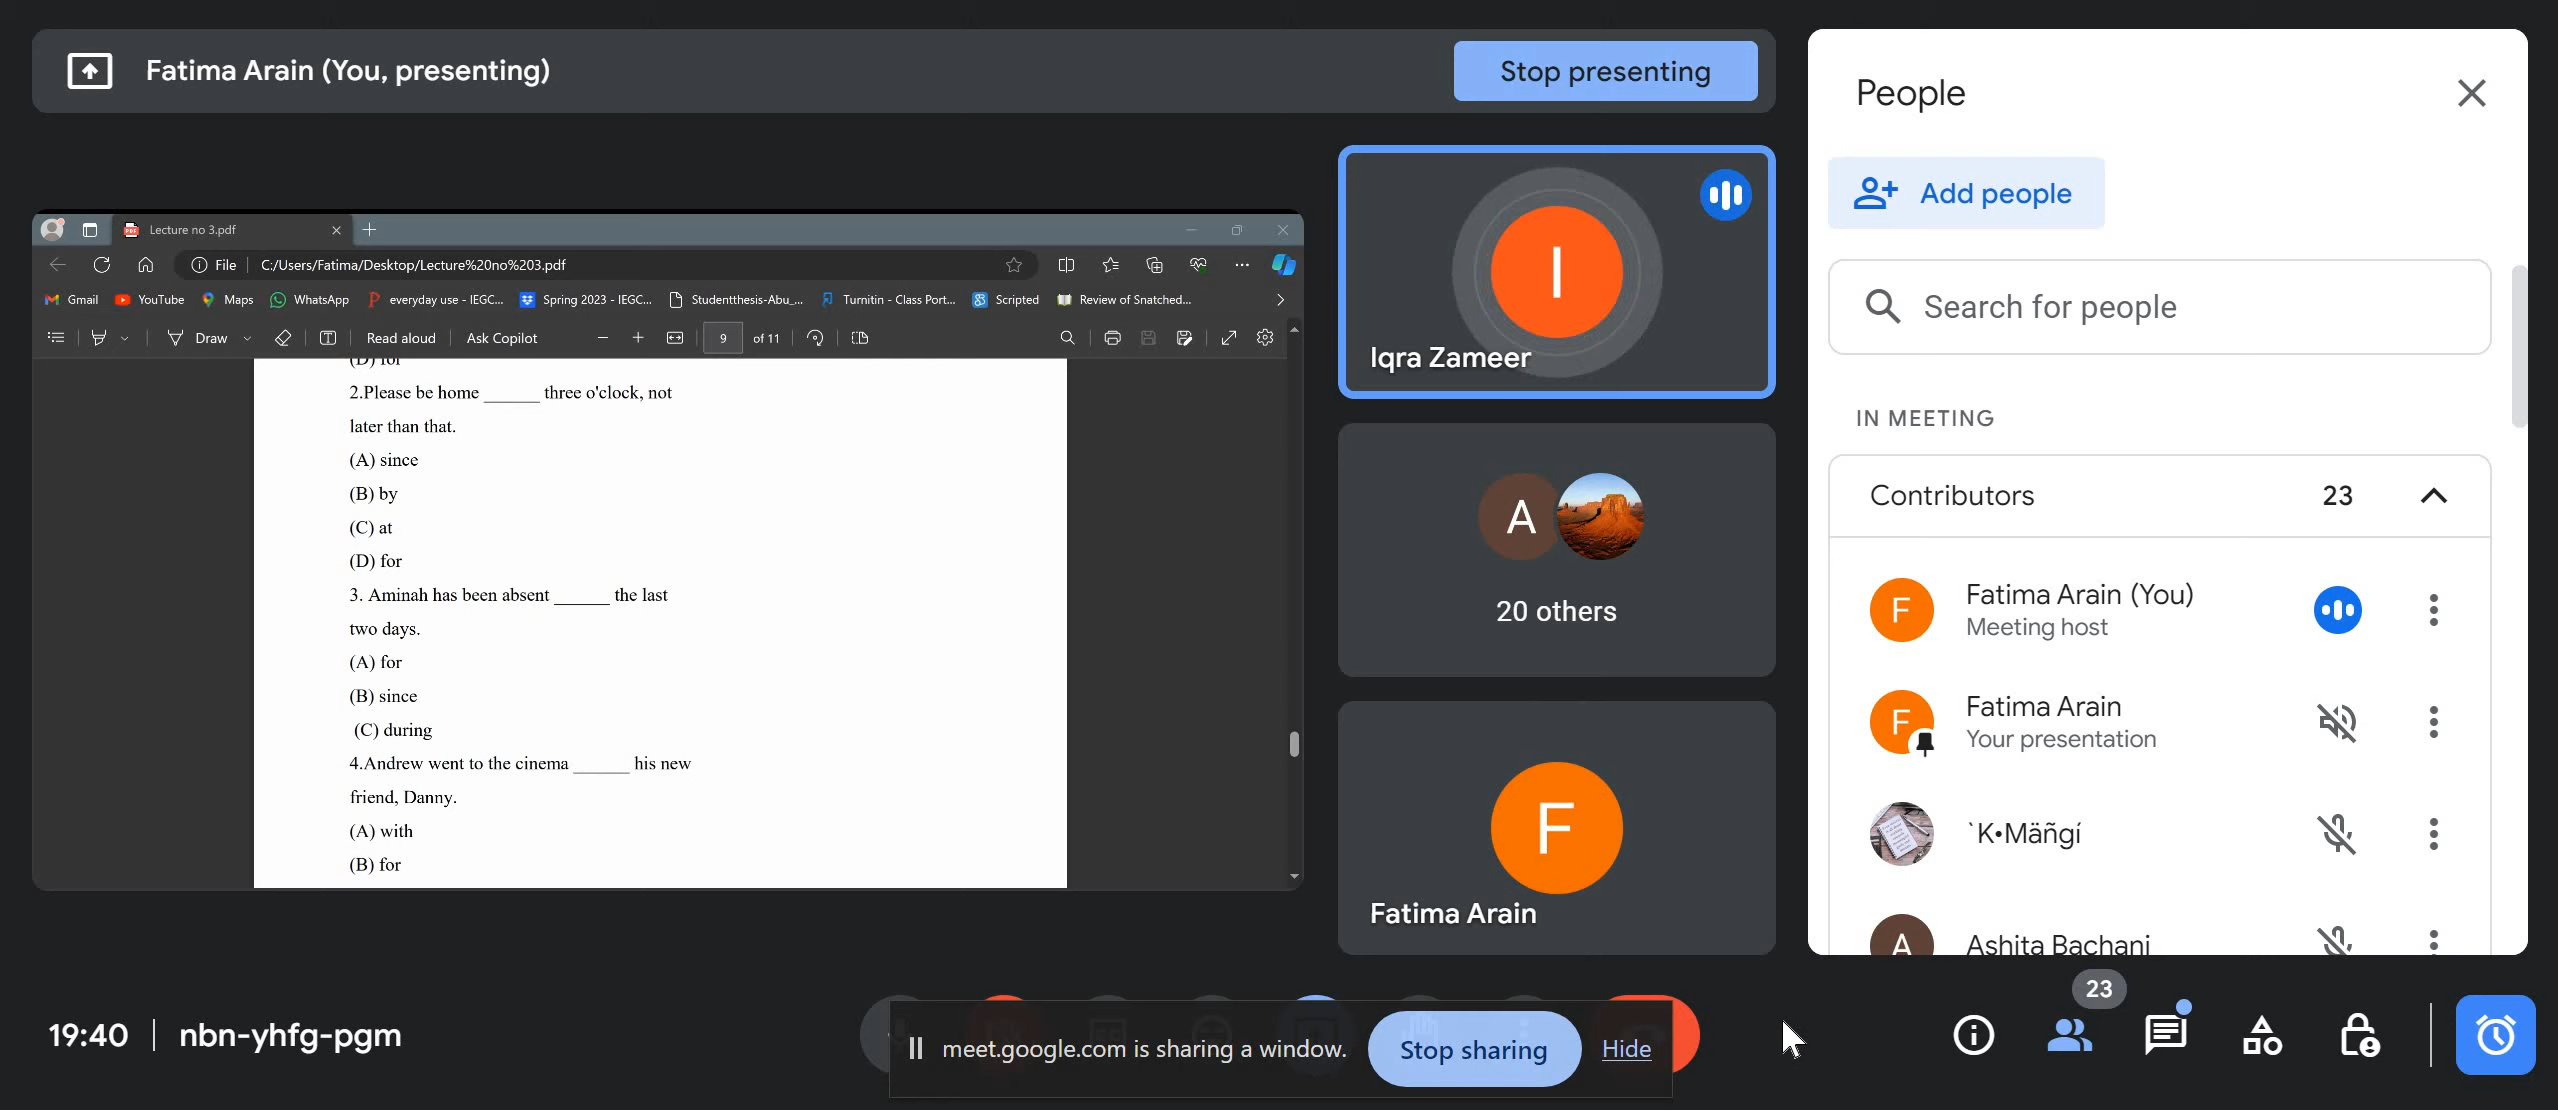 Fatima Arain (You, presenting)
Stop presenting
Lecture no 3.pdf
File
C:/Users/Fatima/Desktop/Lecture%20no%203.pdf
Gmail
YouTube
Maps
WhatsApp
everyday use - IEGC...
Spring 2023 - IEGC...
Studentthesis-Abu_...
Turnitin - Class Port...
Scripted
Review of Snatched...
Draw
Read aloud
Ask Copilot
9
of 11
(D) for
2.Please be home ______ three o'clock, not
later than that.
(A) since
(B) by
(C) at
(D) for
3. Aminah has been absent ______ the last
two days.
(A) for
(B) since
(C) during
4.Andrew went to the cinema ______ his new
friend, Danny.
(A) with
(B) for
I
Iqra Zameer
A
20 others
F
Fatima Arain
People
Add people
Search for people
IN MEETING
Contributors
23
F
Fatima Arain (You)
Meeting host
F
Fatima Arain
Your presentation
`K•Mäñgí
A
Ashita Bachani
19:40
nbn-yhfg-pgm
meet.google.com is sharing a window.
Stop sharing
Hide
23